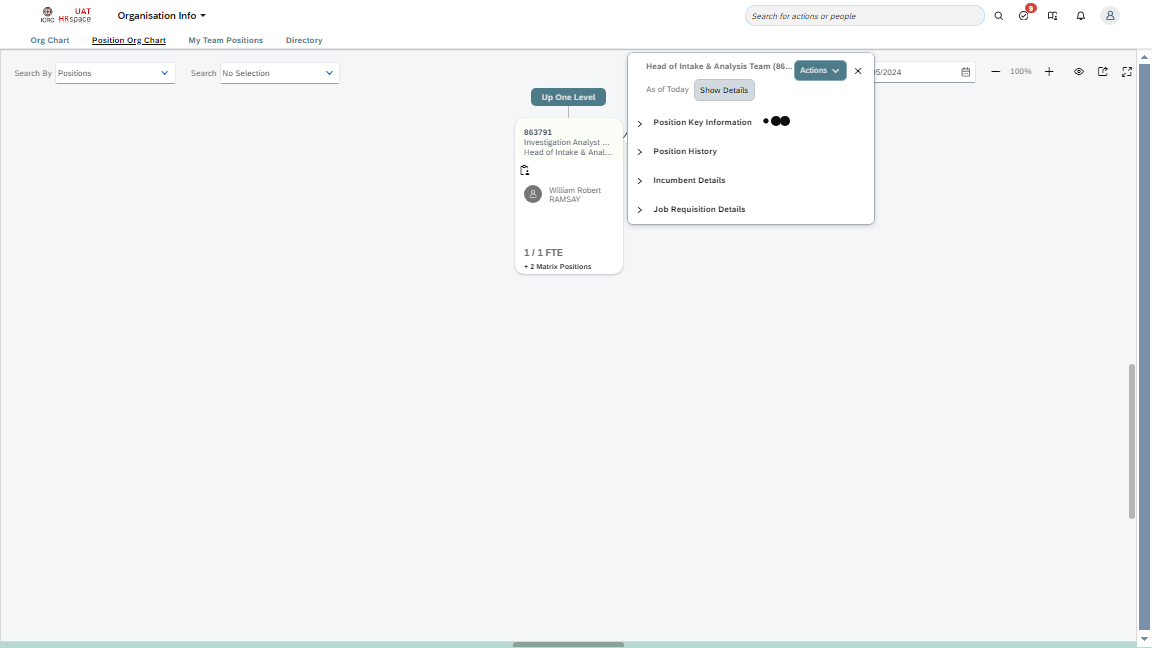 ICRC
UAT
HRspace
Organisation Info
Search for actions or people
9
Org Chart
Position Org Chart
My Team Positions
Directory
Search By
Positions
Search
No Selection
5/2024
100%
Head of Intake & Analysis Team (86...
Actions
As of Today
Show Details
Position Key Information
Position History
Incumbent Details
Job Requisition Details
Up One Level
863791
Investigation Analyst ...
Head of Intake & Anal...
William Robert
RAMSAY
1 / 1 FTE
+ 2 Matrix Positions